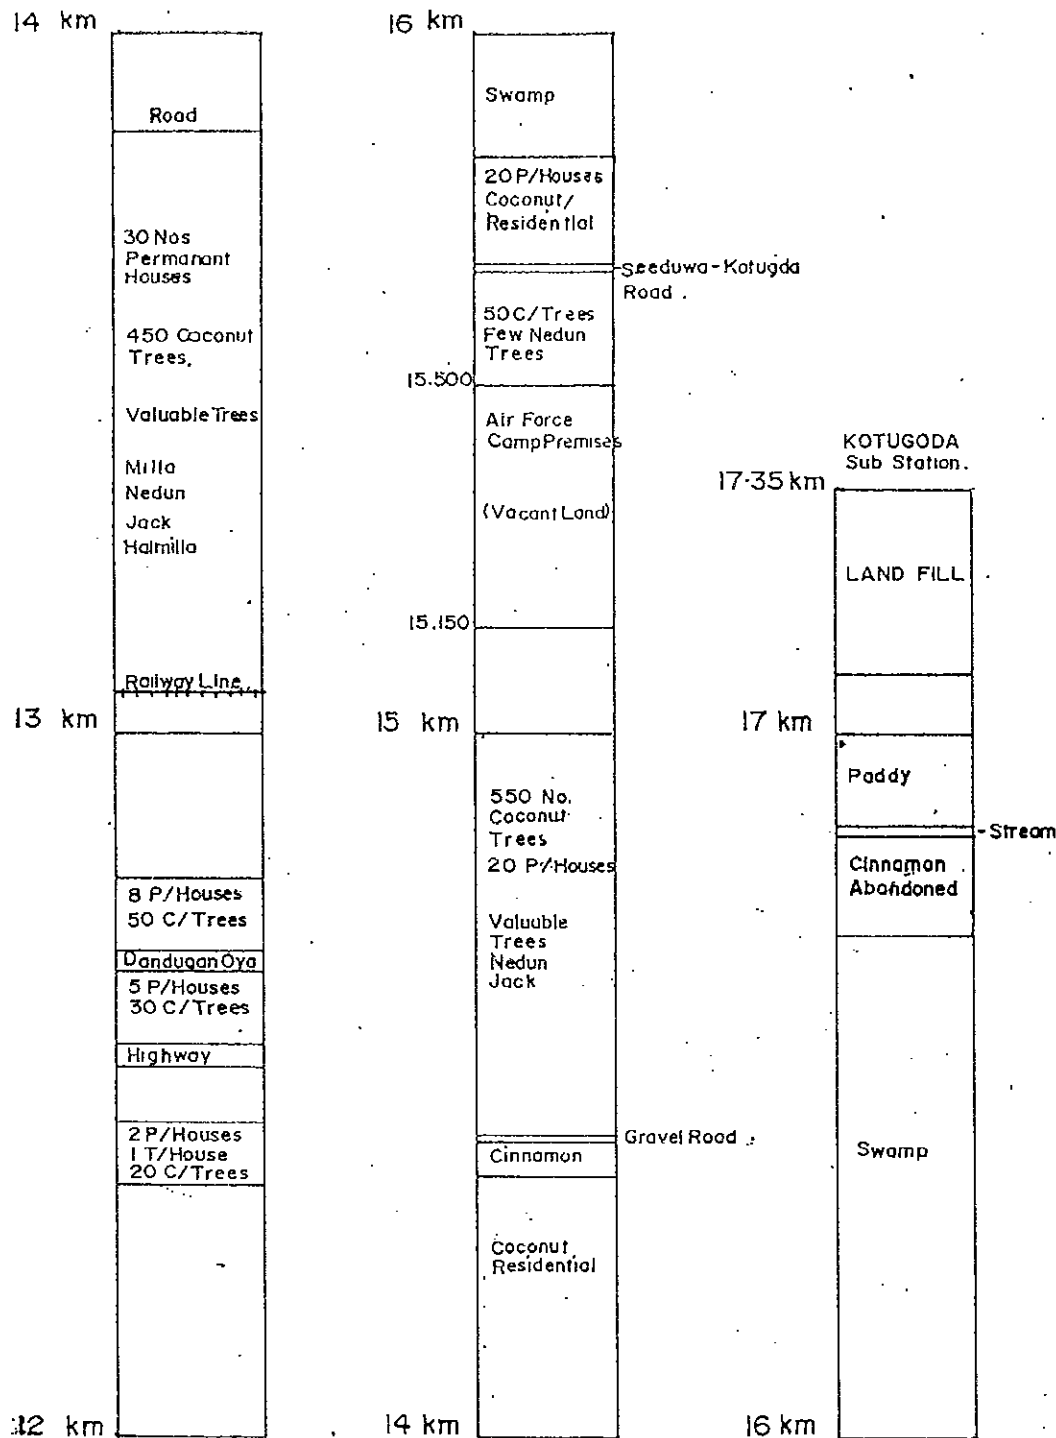 14 km
Road
30 Nos
Permanant
Houses
450 Coconut
Trees.
Valuable Trees
Milla
Nedun
Jack
Halmilla
Railway Line.
13 km
8 P/Houses
50 C/Trees
Dandugan Oya
5 P/Houses
30 C/Trees
Highway
2 P/Houses
1 T/House
20 C/Trees
12 km
16 km
Swamp
20 P/Houses
Coconut/
Residential
Seeduwa-Kotugda
Road.
50 C/Trees
Few Nedun
Trees
15.500
Air Force
Camp Premises
(Vacant Land)
15.150
15 km
550 No.
Coconut
Trees
20 P/Houses
Valuable
Trees
Nedun
Jack
Gravel Road
Cinnamon
Coconut
Residential
14 km
KOTUGODA
Sub Station.
17.35 km
LAND FILL
17 km
Paddy
Stream
Cinnamon
Abandoned
Swamp
16 km